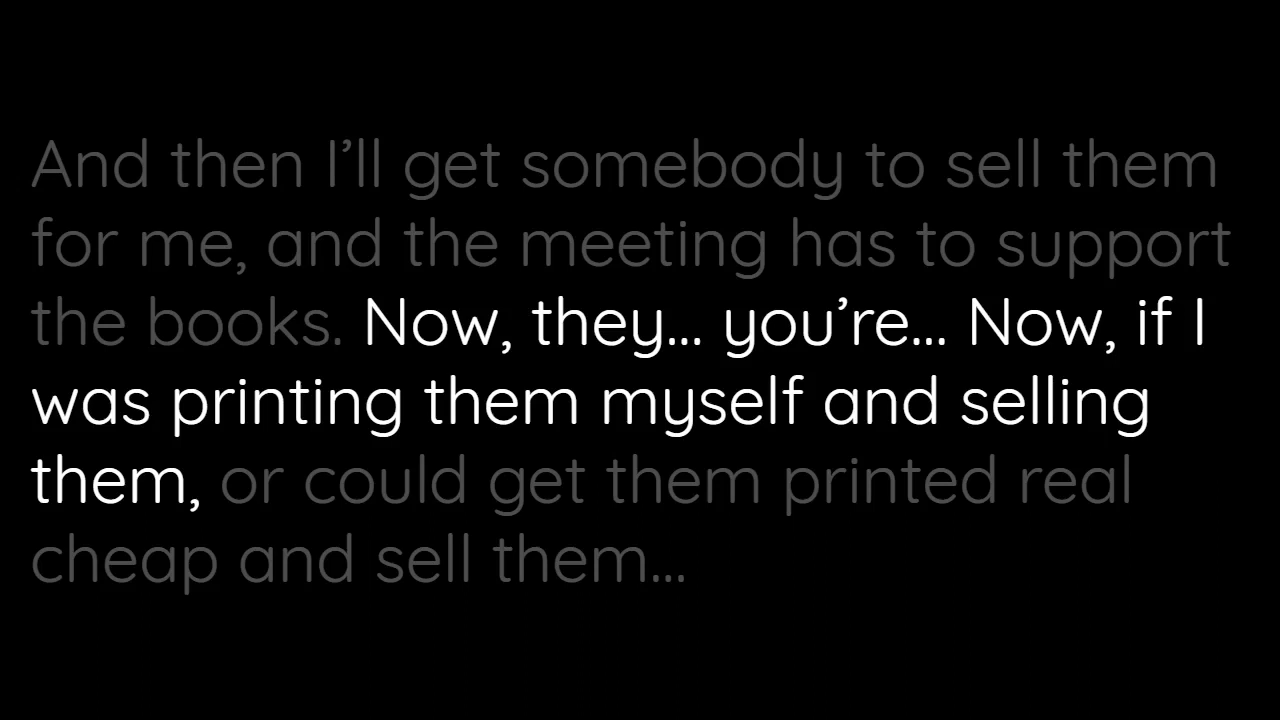 And then I’ll get somebody to sell them
for me, and the meeting has to support
the books. Now, they... you’re... Now, if I
was printing them myself and selling
them, or could get them printed real
cheap and sell them...